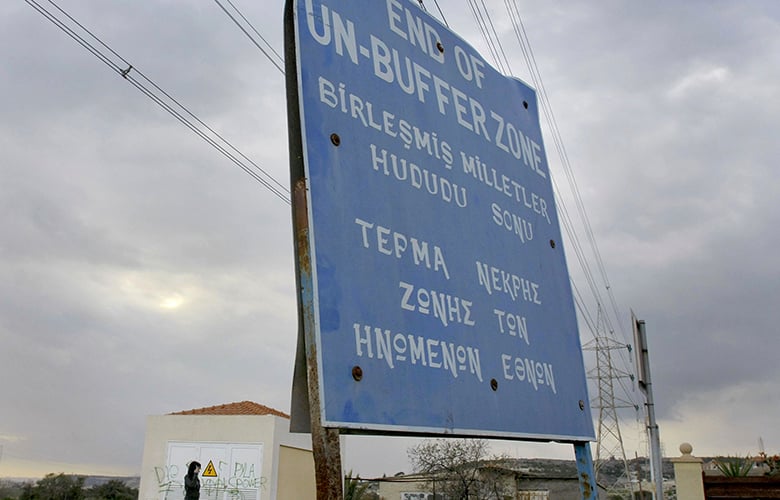 END OF
UN-BUFFER ZONE
BİRLEŞMİŞ MİLLETLER
HUDUDU SONU
ΤΕΡΜΑ ΝΕΚΡΗΣ
ΖΩΝΗΣ ΤΩΝ
ΗΝΩΜΕΝΩΝ ΕΘΝΩΝ